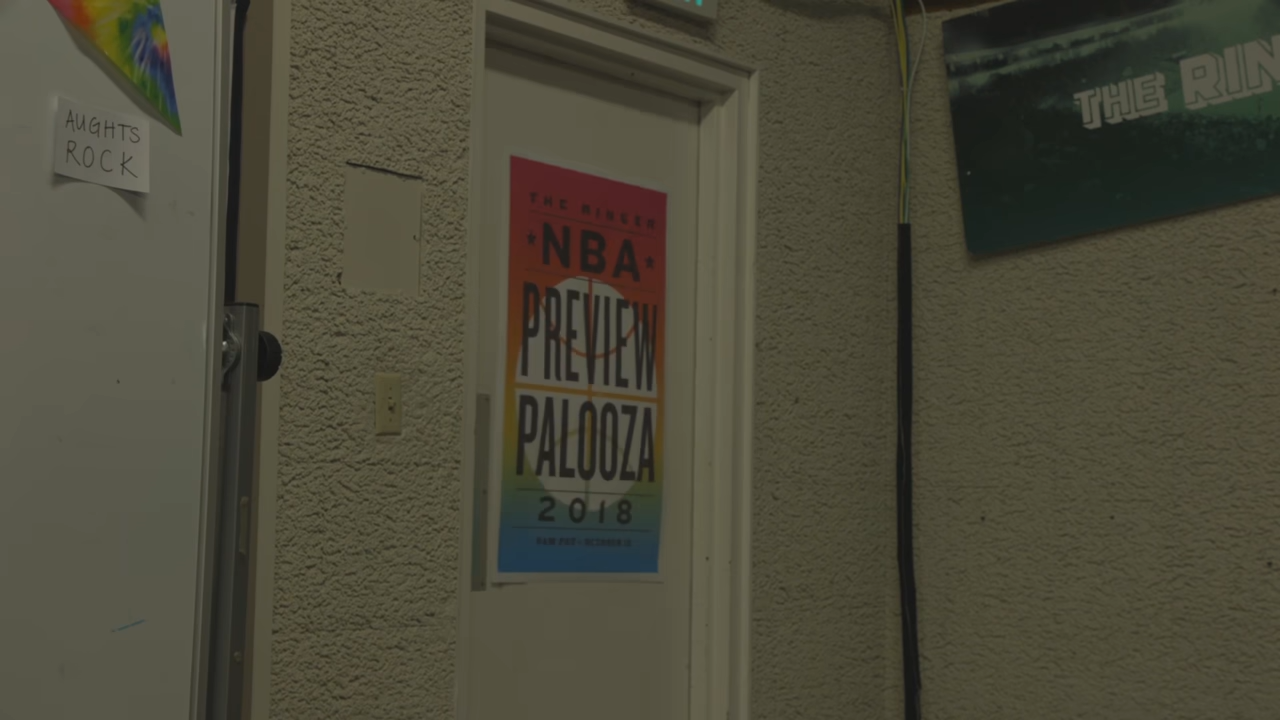 AUGHTS
ROCK
THE RINGER
NBA
PREVIEW
PALOOZA
2018
THE RIN